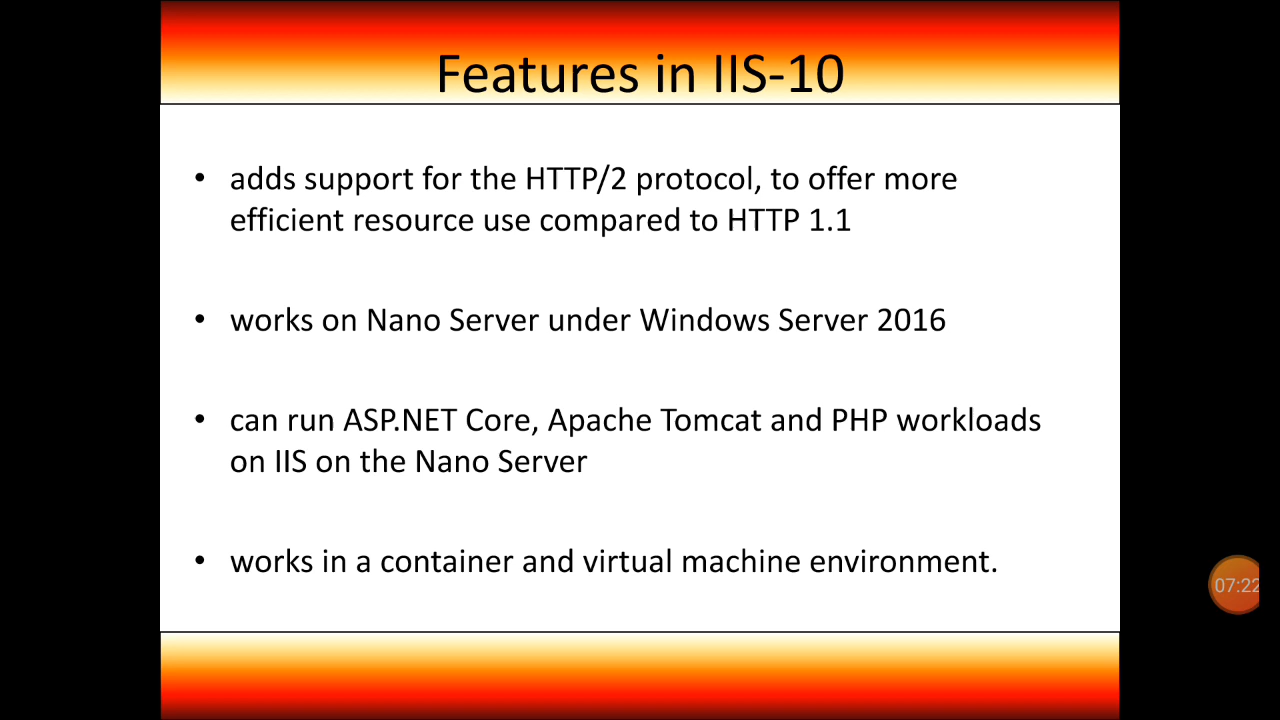 Features in IIS-10
• adds support for the HTTP/2 protocol, to offer more
efficient resource use compared to HTTP 1.1
• works on Nano Server under Windows Server 2016
• can run ASP.NET Core, Apache Tomcat and PHP workloads
on IIS on the Nano Server
• works in a container and virtual machine environment.
07:22